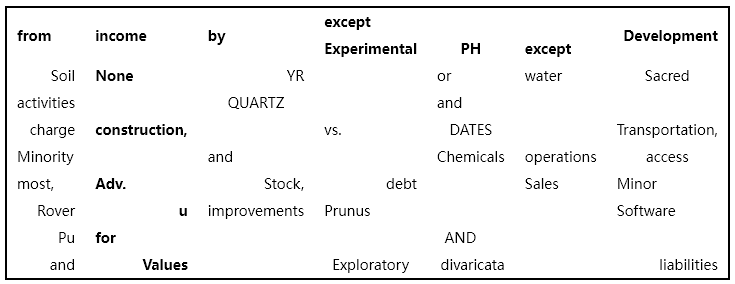 from income by except Experimental PH except Development
Soil None YR or water Sacred
activities QUARTZ and
charge construction, vs. DATES Transportation,
Minority and Chemicals operations access
most, Adv. Stock, debt Sales Minor
Rover u improvements Prunus Software
Pu for AND
and Values Exploratory divaricata liabilities